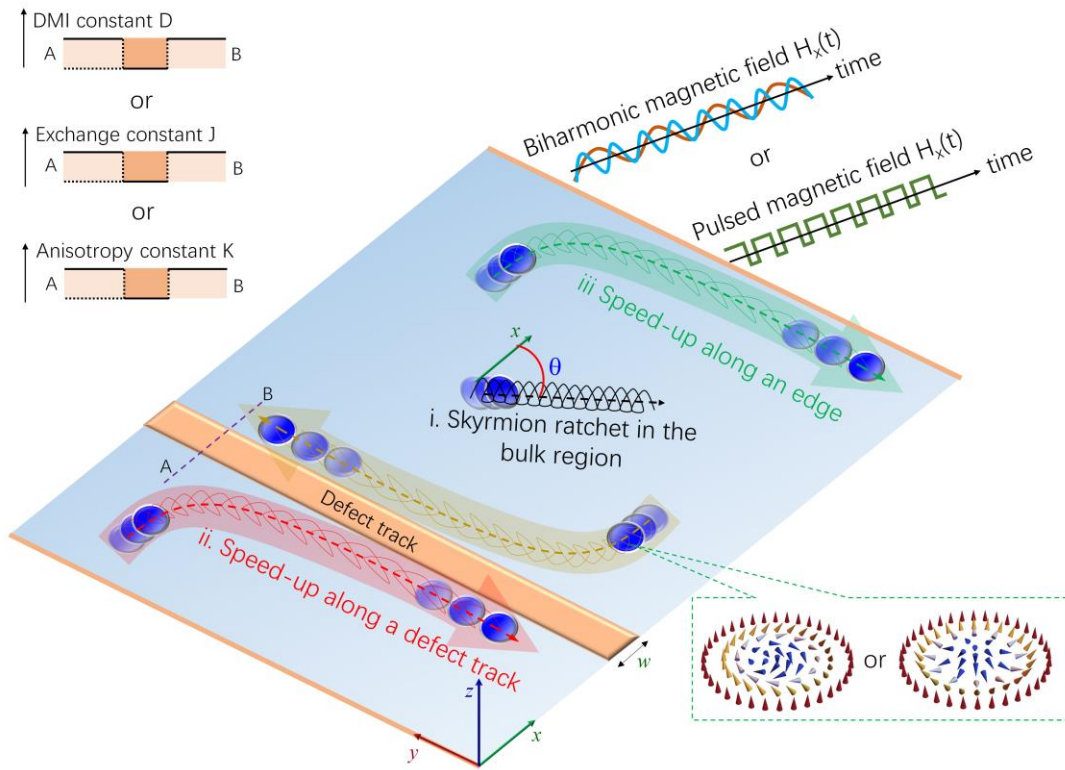 DMI constant D
A
B
or
Exchange constant J
A
B
or
Anisotropy constant K
A
B
Biharmonic magnetic field H_x(t)
time
or
Pulsed magnetic field H_x(t)
time
iii Speed-up along an edge
x
θ
i. Skyrmion ratchet in the
bulk region
B
A
Defect track
ii. Speed-up along a defect track
w
z
y
x
or